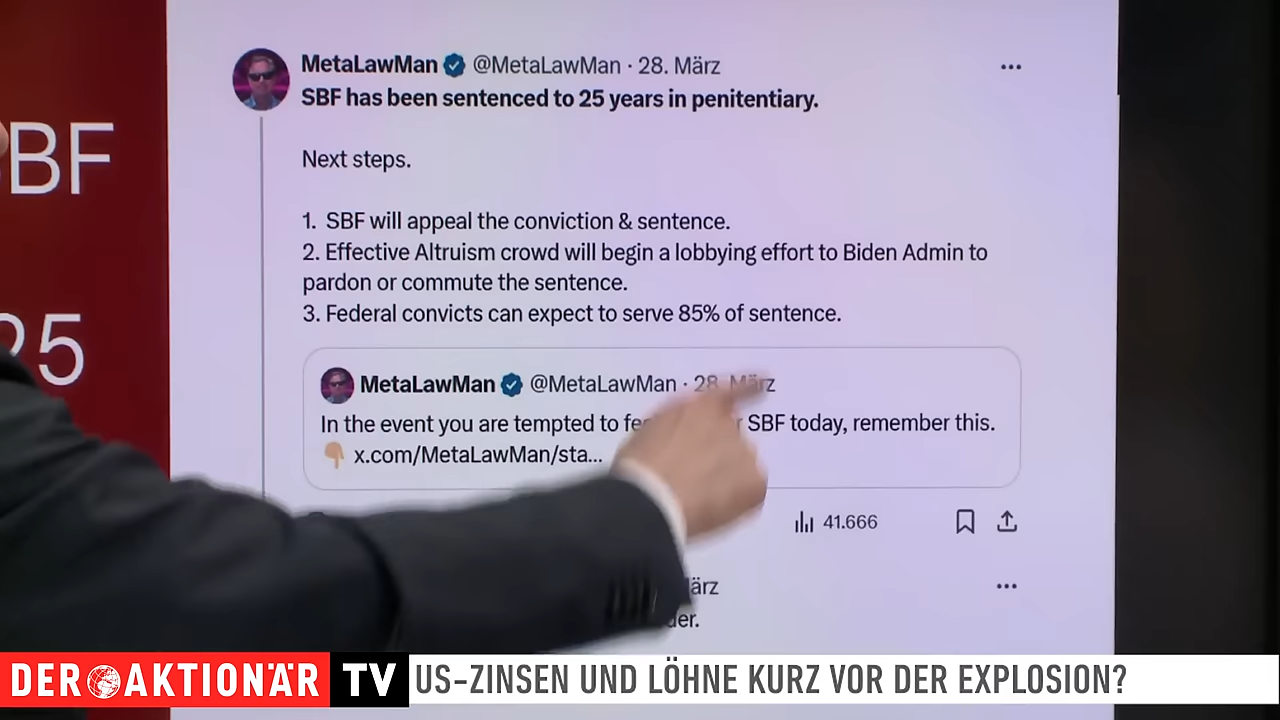 BF
25
MetaLawMan @MetaLawMan · 28. März
SBF has been sentenced to 25 years in penitentiary.
Next steps.
1. SBF will appeal the conviction & sentence.
2. Effective Altruism crowd will begin a lobbying effort to Biden Admin to
pardon or commute the sentence.
3. Federal convicts can expect to serve 85% of sentence.
MetaLawMan @MetaLawMan · 28. März
In the event you are tempted to SBF today, remember this.
x.com/MetaLawMan/sta...
41.666
ärz
der.
DER AKTIONÄR TV
US-ZINSEN UND LÖHNE KURZ VOR DER EXPLOSION?